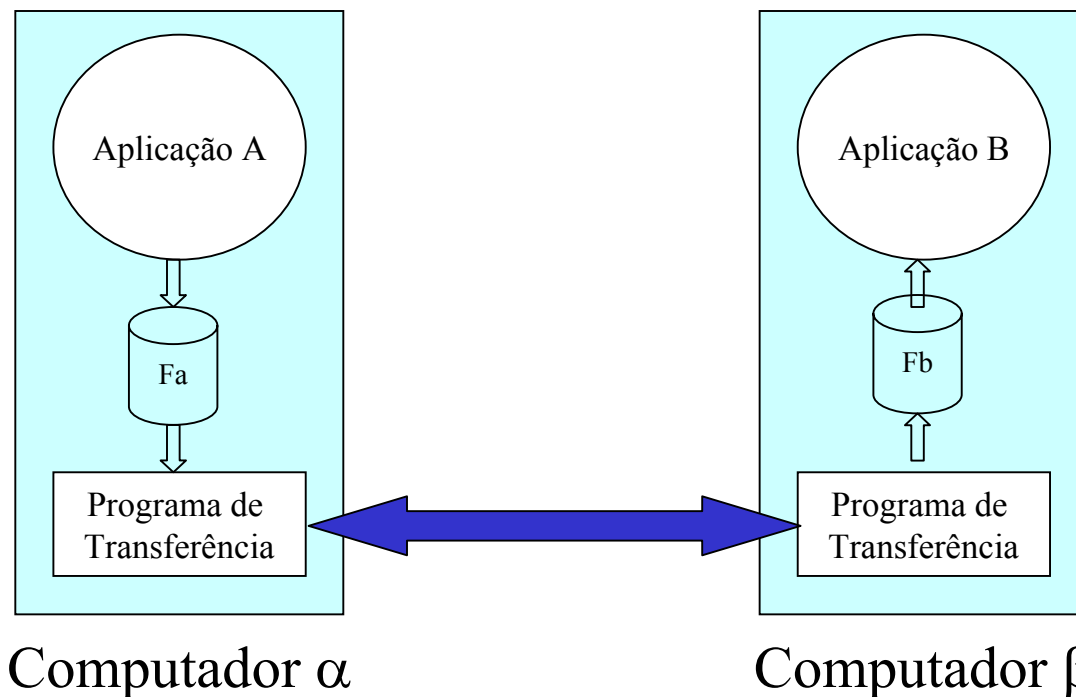 Aplicação A
Aplicação B
Fa
Fb
Programa de
Transferência
Programa de
Transferência
Computador α
Computador β